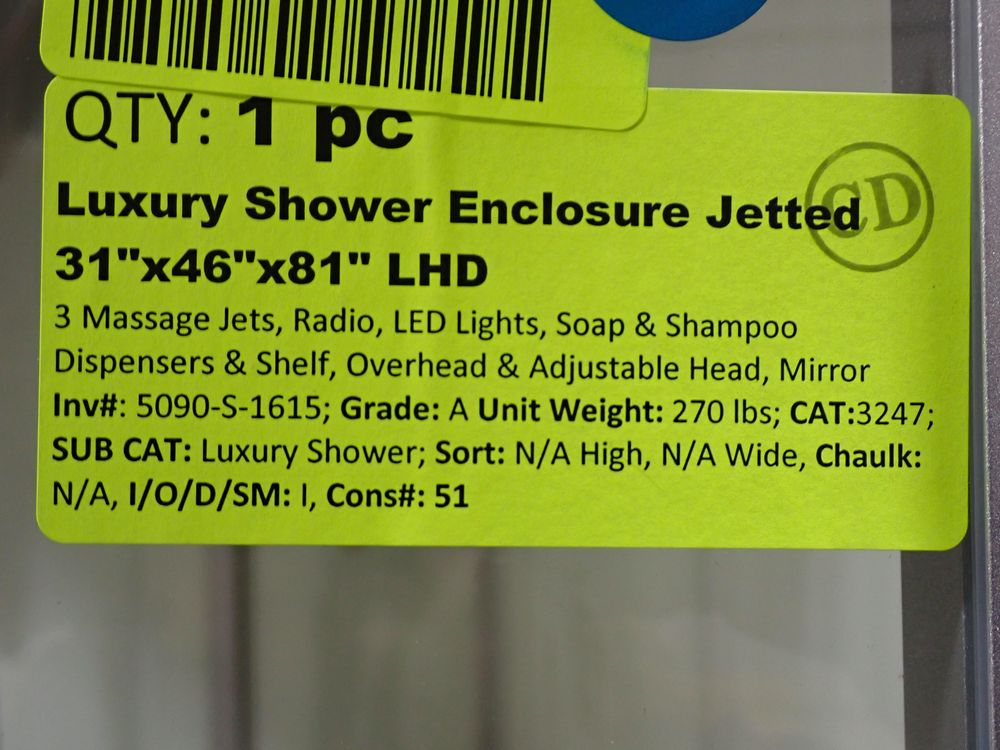 QTY: 1 pc
Luxury Shower Enclosure Jetted
CD
31"x46"x81" LHD
3 Massage Jets, Radio, LED Lights, Soap & Shampoo
Dispensers & Shelf, Overhead & Adjustable Head, Mirror
Inv#: 5090-S-1615; Grade: A Unit Weight: 270 lbs; CAT:3247;
SUB CAT: Luxury Shower; Sort: N/A High, N/A Wide, Chaulk:
N/A, I/O/D/SM: I, Cons#: 51